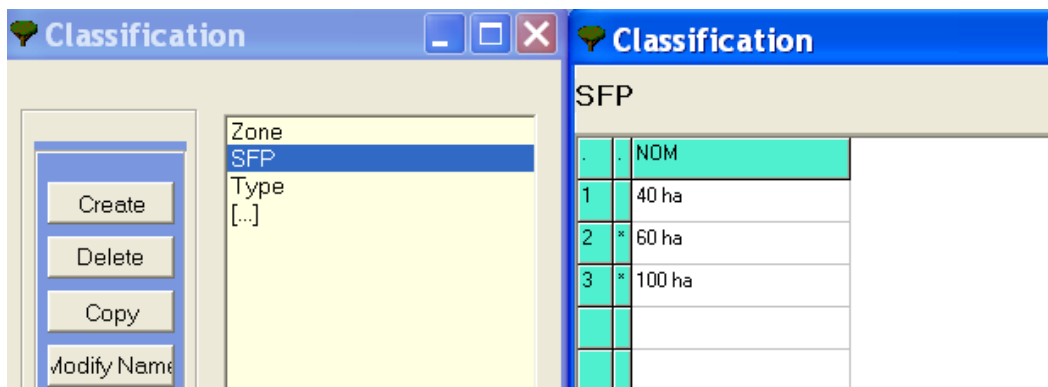 Classification
Create
Delete
Copy
Modify Name
Zone
SFP
Type
[...]
Classification
SFP
. . NOM
1 40 ha
2 * 60 ha
3 * 100 ha